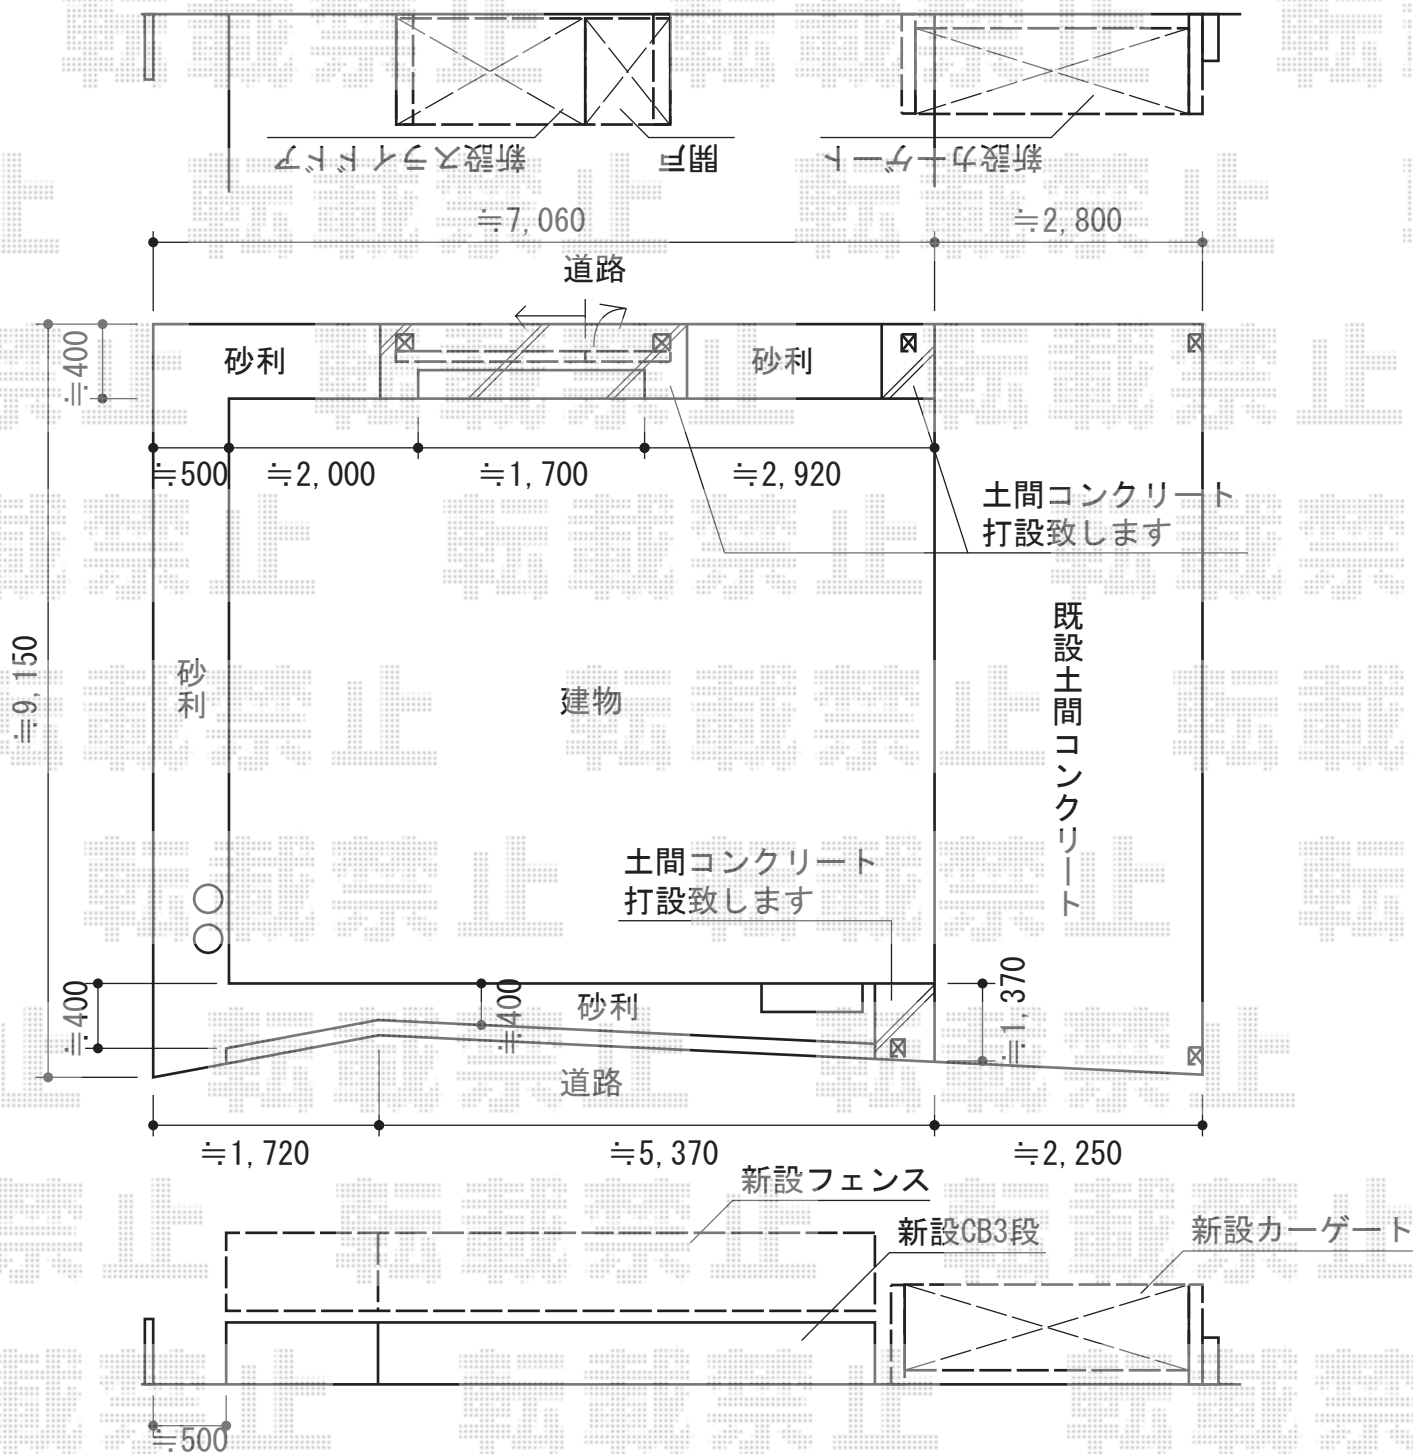 新設スライドドア
開戸
新設カーゲート
≒7,060
≒2,800
道路
≒400
砂利
砂利
≒500
≒2,000
≒1,700
≒2,920
土間コンクリート
打設致します
≒9,150
砂利
建物
既設土間コンクリート
土間コンクリート
打設致します
≒400
≒400
砂利
≒1,370
道路
≒1,720
≒5,370
≒2,250
新設フェンス
新設CB3段
新設カーゲート
≒500
転載禁止